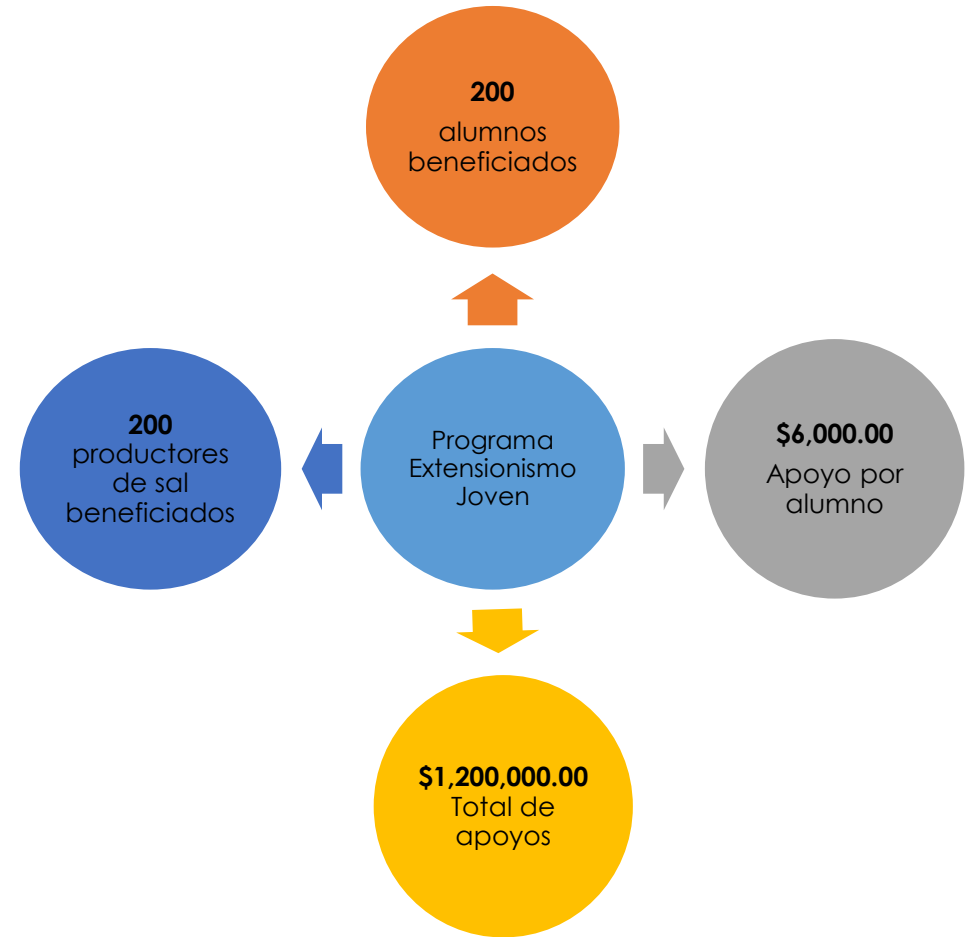 200
alumnos
beneficiados
200
productores
de sal
beneficiados
Programa
Extensionismo
Joven
$6,000.00
Apoyo por
alumno
$1,200,000.00
Total de
apoyos